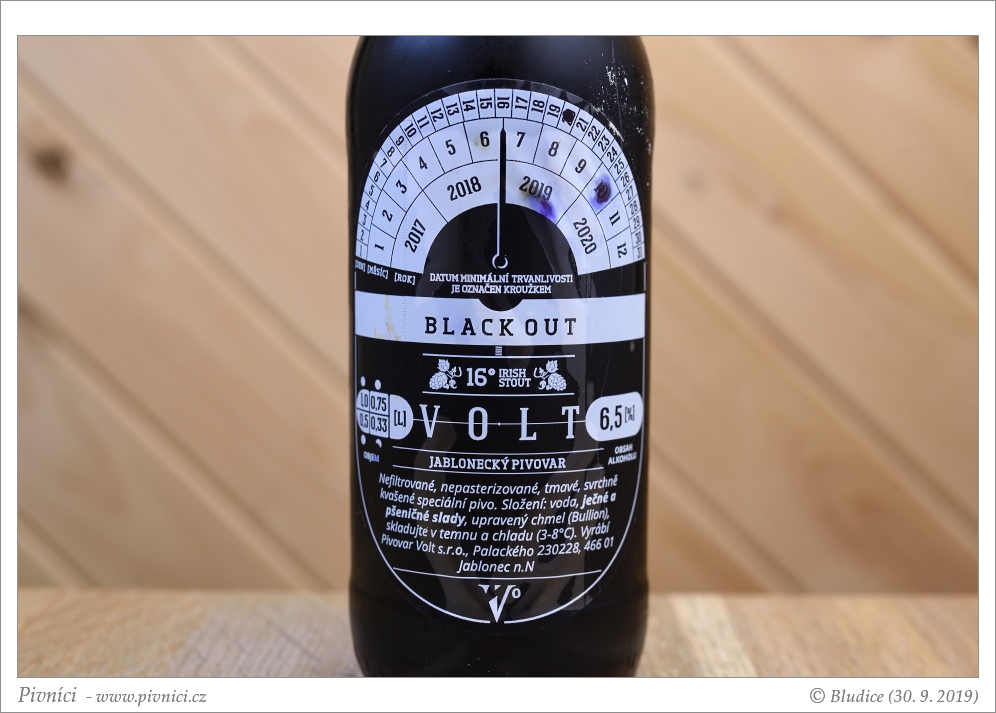 1 2 3 4 5 6 7 8 9 10 11 12 13 14 15 16 17 18 19 21 22 23 24 25 26 27 28 29 30 31
1 2 3 4 5 6 7 8 9 10 11 12
2017 2018 2019 2020
[DEN] [MĚSÍC] [ROK]
DATUM MINIMÁLNÍ TRVANLIVOSTI
JE OZNAČEN KROUŽKEM
BLACK OUT
16° IRISH
STOUT
1,0 0,75
0,5 0,33
[L]
OBJEM
VOLT
6,5 [%]
OBSAH
ALKOHOLU
JABLONECKÝ PIVOVAR
Nefiltrované, nepasterizované, tmavé, svrchně
kvašené speciální pivo. Složení: voda, ječné a
pšeničné slady, upravený chmel (Bullion),
skladujte v temnu a chladu (3-8°C). Vyrábí
Pivovar Volt s.r.o., Palackého 230228, 466 01
Jablonec n.N
V°
Pivníci - www.pivnici.cz
© Bludice (30. 9. 2019)